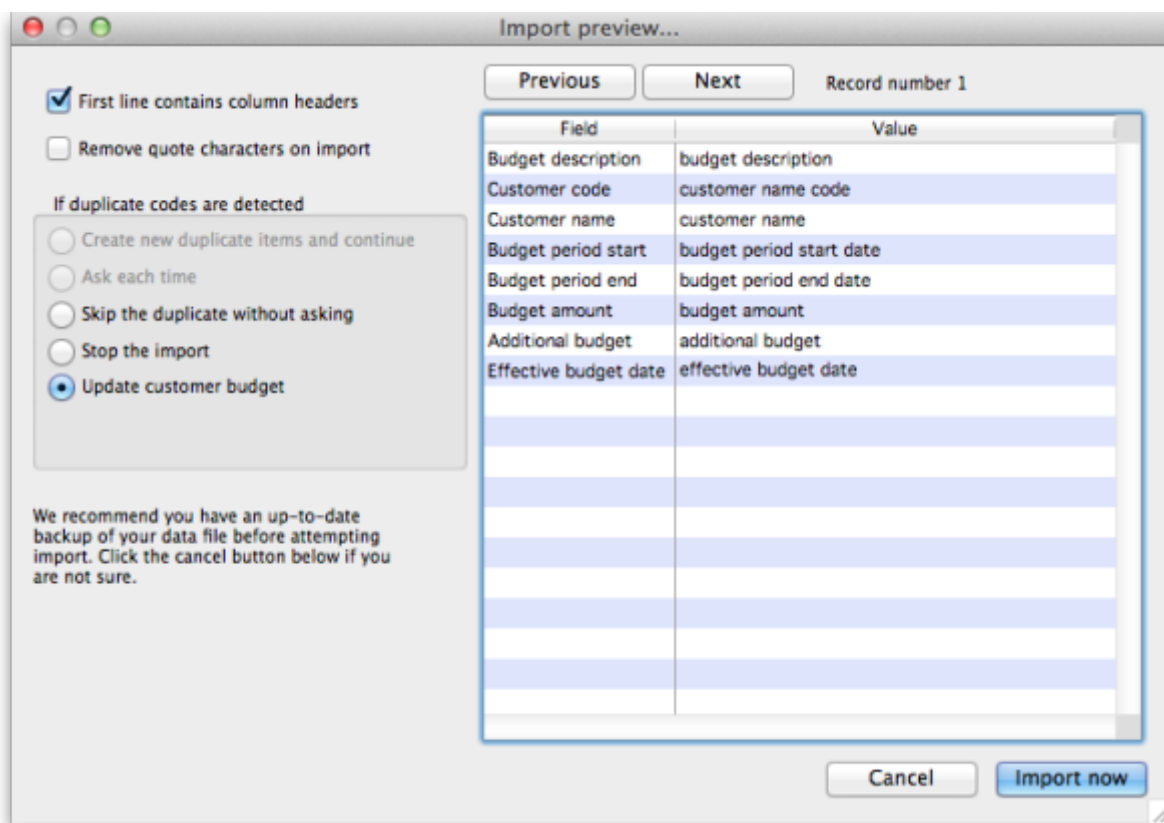 Import preview...
First line contains column headers
Remove quote characters on import
If duplicate codes are detected
Create new duplicate items and continue
Ask each time
Skip the duplicate without asking
Stop the import
Update customer budget
We recommend you have an up-to-date
backup of your data file before attempting
import. Click the cancel button below if you
are not sure.
Previous Next Record number 1
Field Value
Budget description budget description
Customer code customer name code
Customer name customer name
Budget period start budget period start date
Budget period end budget period end date
Budget amount budget amount
Additional budget additional budget
Effective budget date effective budget date
Cancel Import now